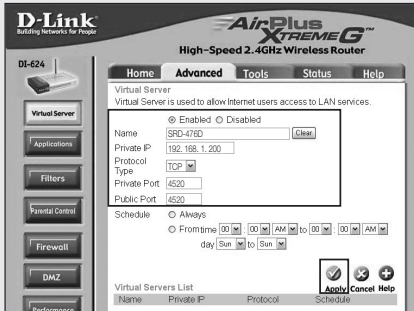 D-Link
Building Networks for People
AirPlus
XTREME G™
High-Speed 2.4GHz Wireless Router
DI-624
Home Advanced Tools Status Help
Virtual Server
Applications
Filters
Parental Control
Firewall
DMZ
Performance
Virtual Server
Virtual Server is used to allow Internet users access to LAN services.
Enabled Disabled
Name SRD-476D Clear
Private IP 192. 168. 1. 200
Protocol Type TCP
Private Port 4520
Public Port 4520
Schedule Always
From time 00 : 00 AM to 00 : 00 AM
day Sun to Sun
Apply Cancel Help
Virtual Servers List
Name Private IP Protocol Schedule